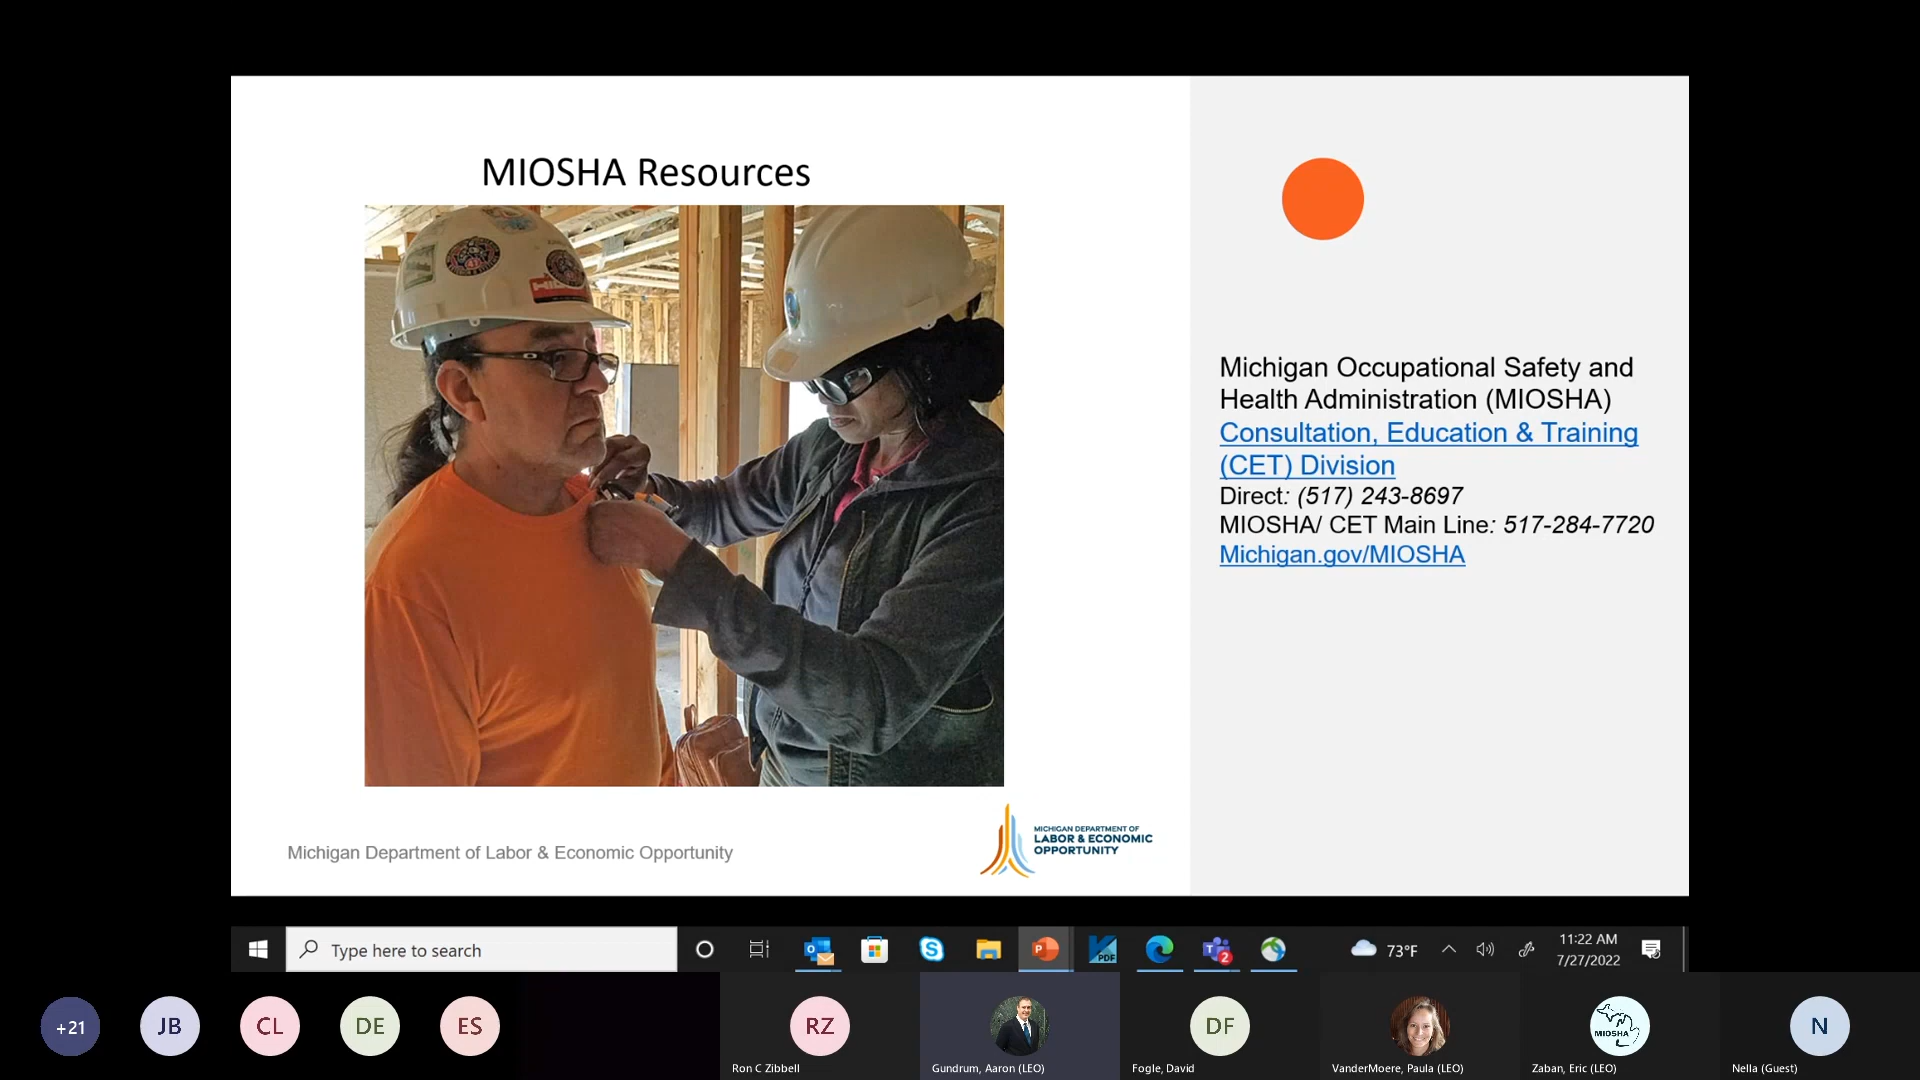 MIOSHA Resources
Michigan Occupational Safety and
Health Administration (MIOSHA)
Consultation, Education & Training
(CET) Division
Direct: (517) 243-8697
MIOSHA/ CET Main Line: 517-284-7720
Michigan.gov/MIOSHA
Michigan Department of Labor & Economic Opportunity
MICHIGAN DEPARTMENT OF
LABOR & ECONOMIC
OPPORTUNITY
Type here to search
PDF
2
73°F
11:22 AM
7/27/2022
+21
JB
CL
DE
ES
RZ
Ron C Zibbell
Gundrum, Aaron (LEO)
DF
Fogle, David
VanderMoere, Paula (LEO)
MIOSHA
Zaban, Eric (LEO)
N
Nella (Guest)